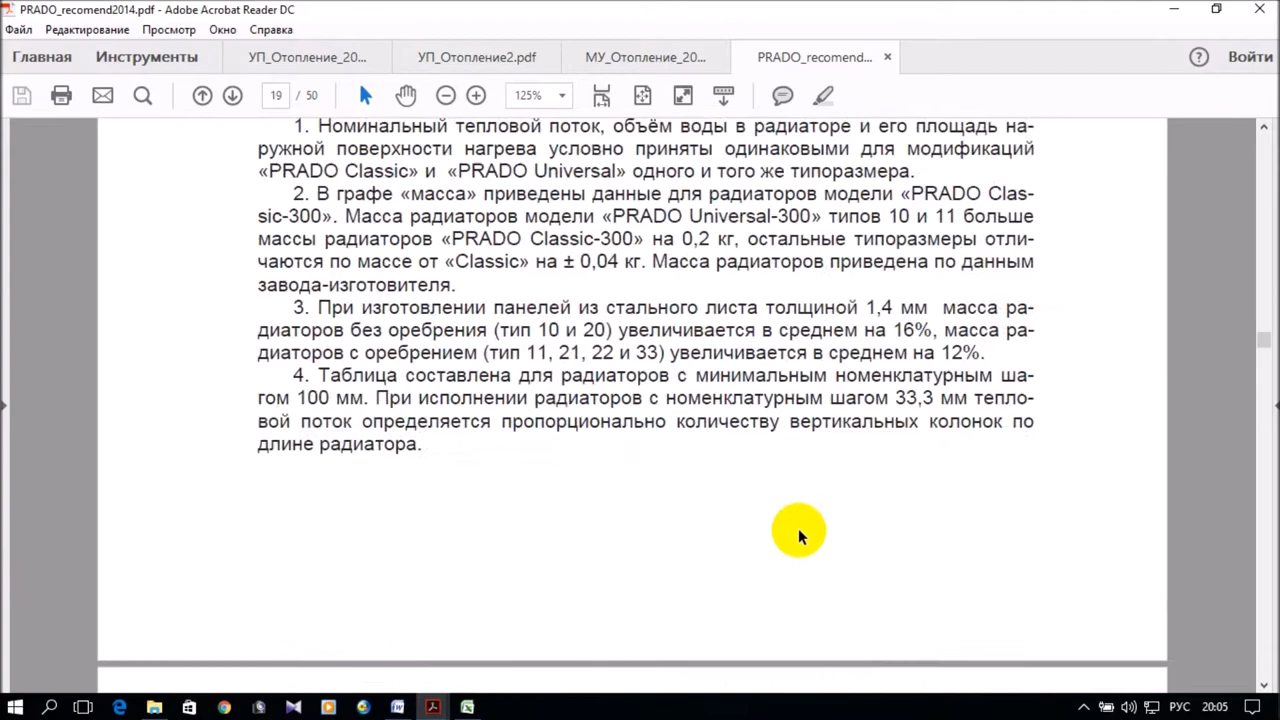 PRADO_recomend2014.pdf - Adobe Acrobat Reader DC
Файл Редактирование Просмотр Окно Справка
Главная Инструменты УП_Отопление_20... УП_Отопление2.pdf МУ_Отопление_20... PRADO_recomend... × Войти
19 / 50 125%
1. Номинальный тепловой поток, объём воды в радиаторе и его площадь на-
ружной поверхности нагрева условно приняты одинаковыми для модификаций
«PRADO Classic» и «PRADO Universal» одного и того же типоразмера.
2. В графе «масса» приведены данные для радиаторов модели «PRADO Clas-
sic-300». Масса радиаторов модели «PRADO Universal-300» типов 10 и 11 больше
массы радиаторов «PRADO Classic-300» на 0,2 кг, остальные типоразмеры отли-
чаются по массе от «Classic» на ± 0,04 кг. Масса радиаторов приведена по данным
завода-изготовителя.
3. При изготовлении панелей из стального листа толщиной 1,4 мм масса ра-
диаторов без оребрения (тип 10 и 20) увеличивается в среднем на 16%, масса ра-
диаторов с оребрением (тип 11, 21, 22 и 33) увеличивается в среднем на 12%.
4. Таблица составлена для радиаторов с минимальным номенклатурным ша-
гом 100 мм. При исполнении радиаторов с номенклатурным шагом 33,3 мм тепло-
вой поток определяется пропорционально количеству вертикальных колонок по
длине радиатора.
РУС 20:05